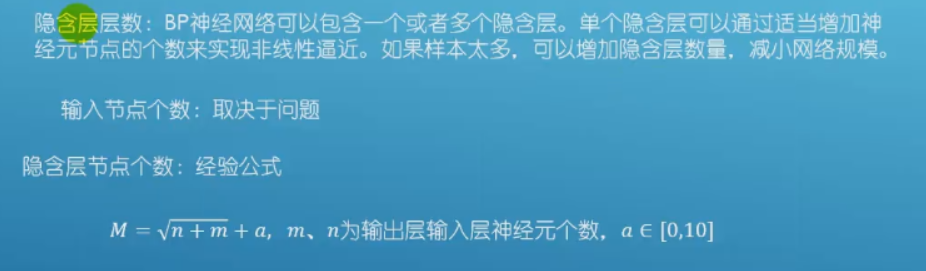 隐含层层数：BP神经网络可以包含一个或者多个隐含层。单个隐含层可以通过适当增加神
经元节点的个数来实现非线性逼近。如果样本太多，可以增加隐含层数量，减小网络规模。
输入节点个数：取决于问题
隐含层节点个数：经验公式
M = √n + m + a, m、n为输出层输入层神经元个数，a ∈ [0,10]